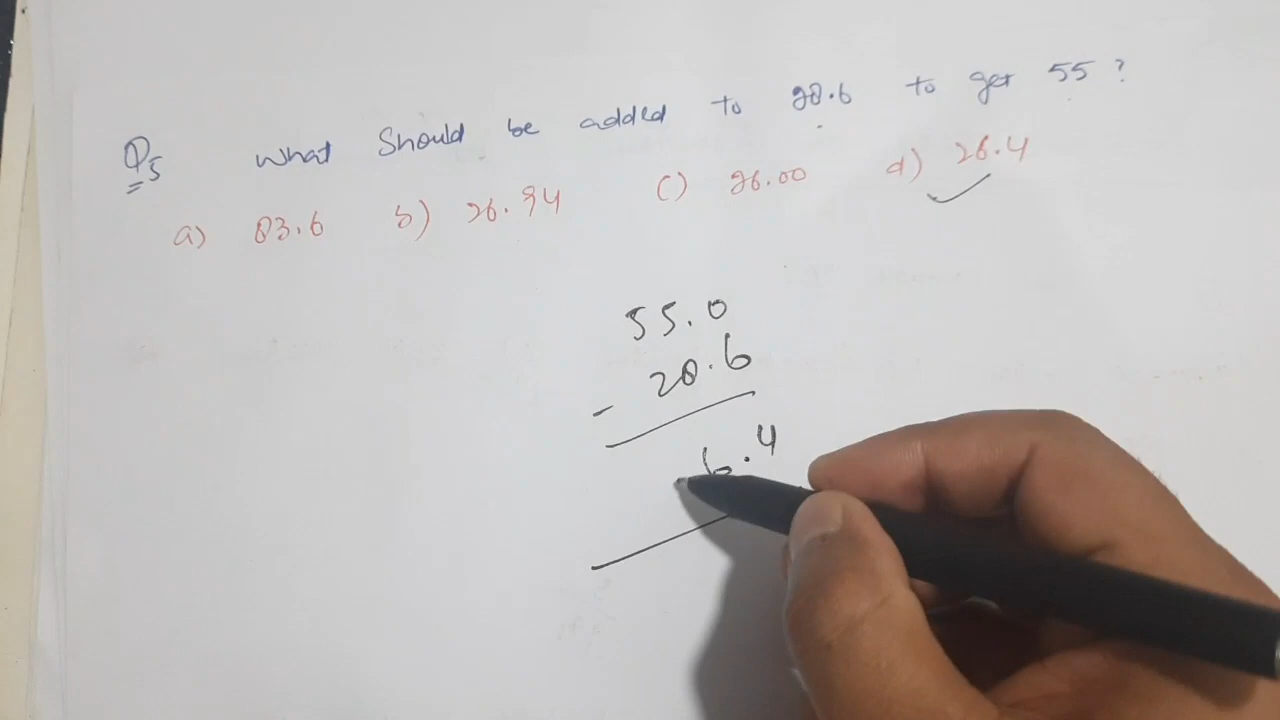 Q5 What Should be added to 28.6 to get 55?
a) 83.6 b) 26.94 c) 26.00 d) 26.4
55.0
- 28.6
6.4